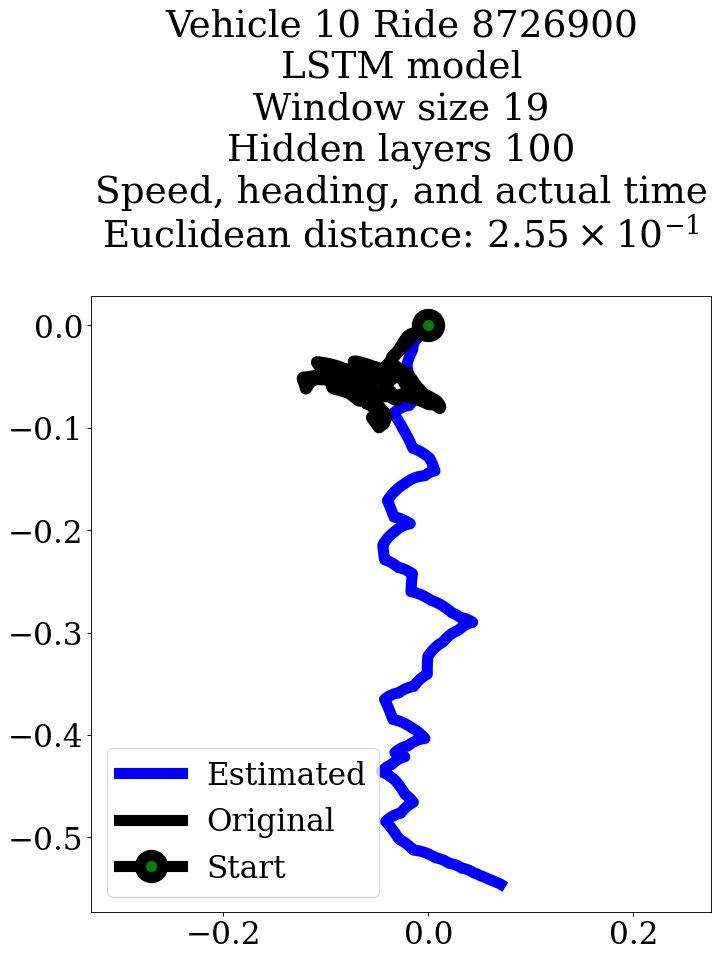 Vehicle 10 Ride 8726900
LSTM model
Window size 19
Hidden layers 100
Speed, heading, and actual time
Euclidean distance: 2.55 × 10⁻¹
0.0
−0.1
−0.2
−0.3
−0.4
−0.5
Estimated
Original
Start
−0.2 0.0 0.2